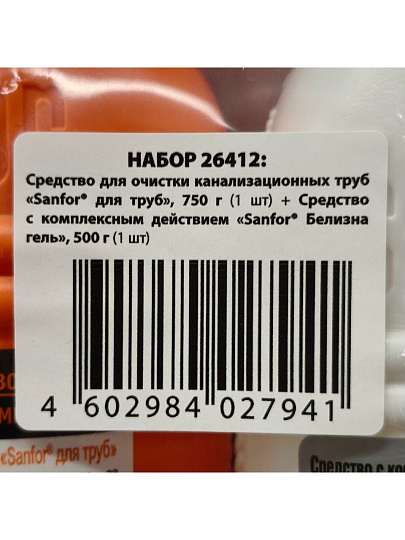 НАБОР 26412:
Средство для очистки канализационных труб
«Sanfor® для труб», 750 г (1 шт) + Средство
с комплексным действием «Sanfor® Белизна
гель», 500 г (1 шт)
4 602984 027941
«Sanfor® для труб»
Средство с